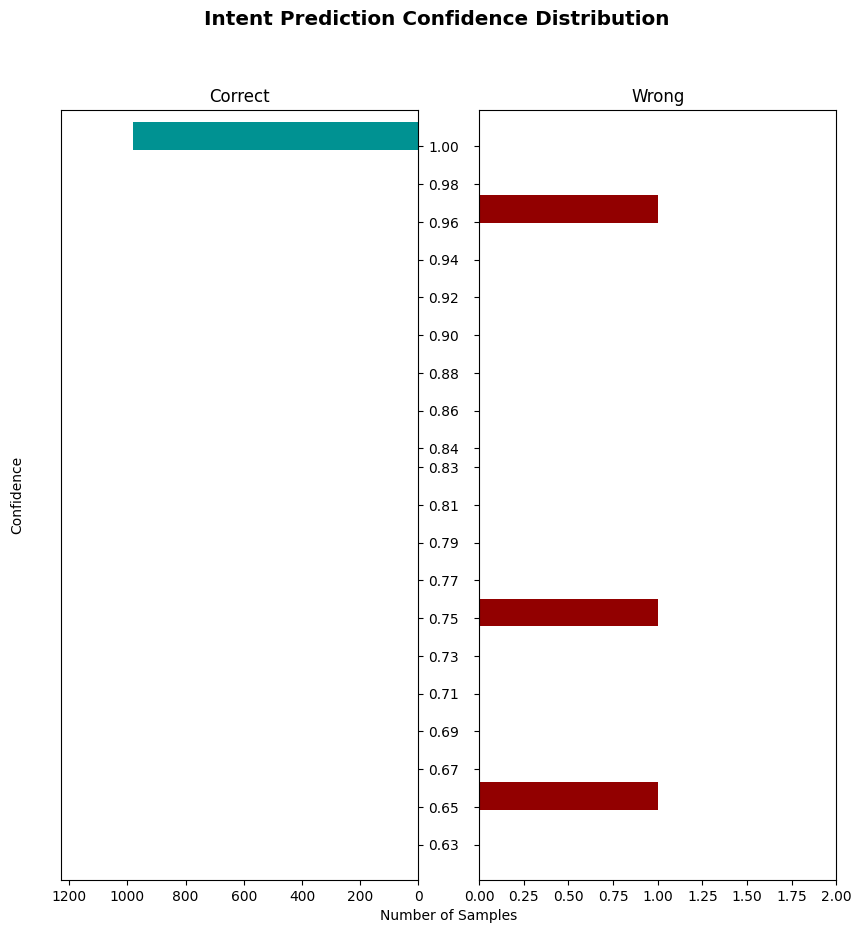 Intent Prediction Confidence Distribution
Correct
Wrong
1.00
0.98
0.96
0.94
0.92
0.90
0.88
0.86
0.84
0.83
0.81
0.79
0.77
0.75
0.73
0.71
0.69
0.67
0.65
0.63
Confidence
1200 1000 800 600 400 200 0
0.00 0.25 0.50 0.75 1.00 1.25 1.50 1.75 2.00
Number of Samples